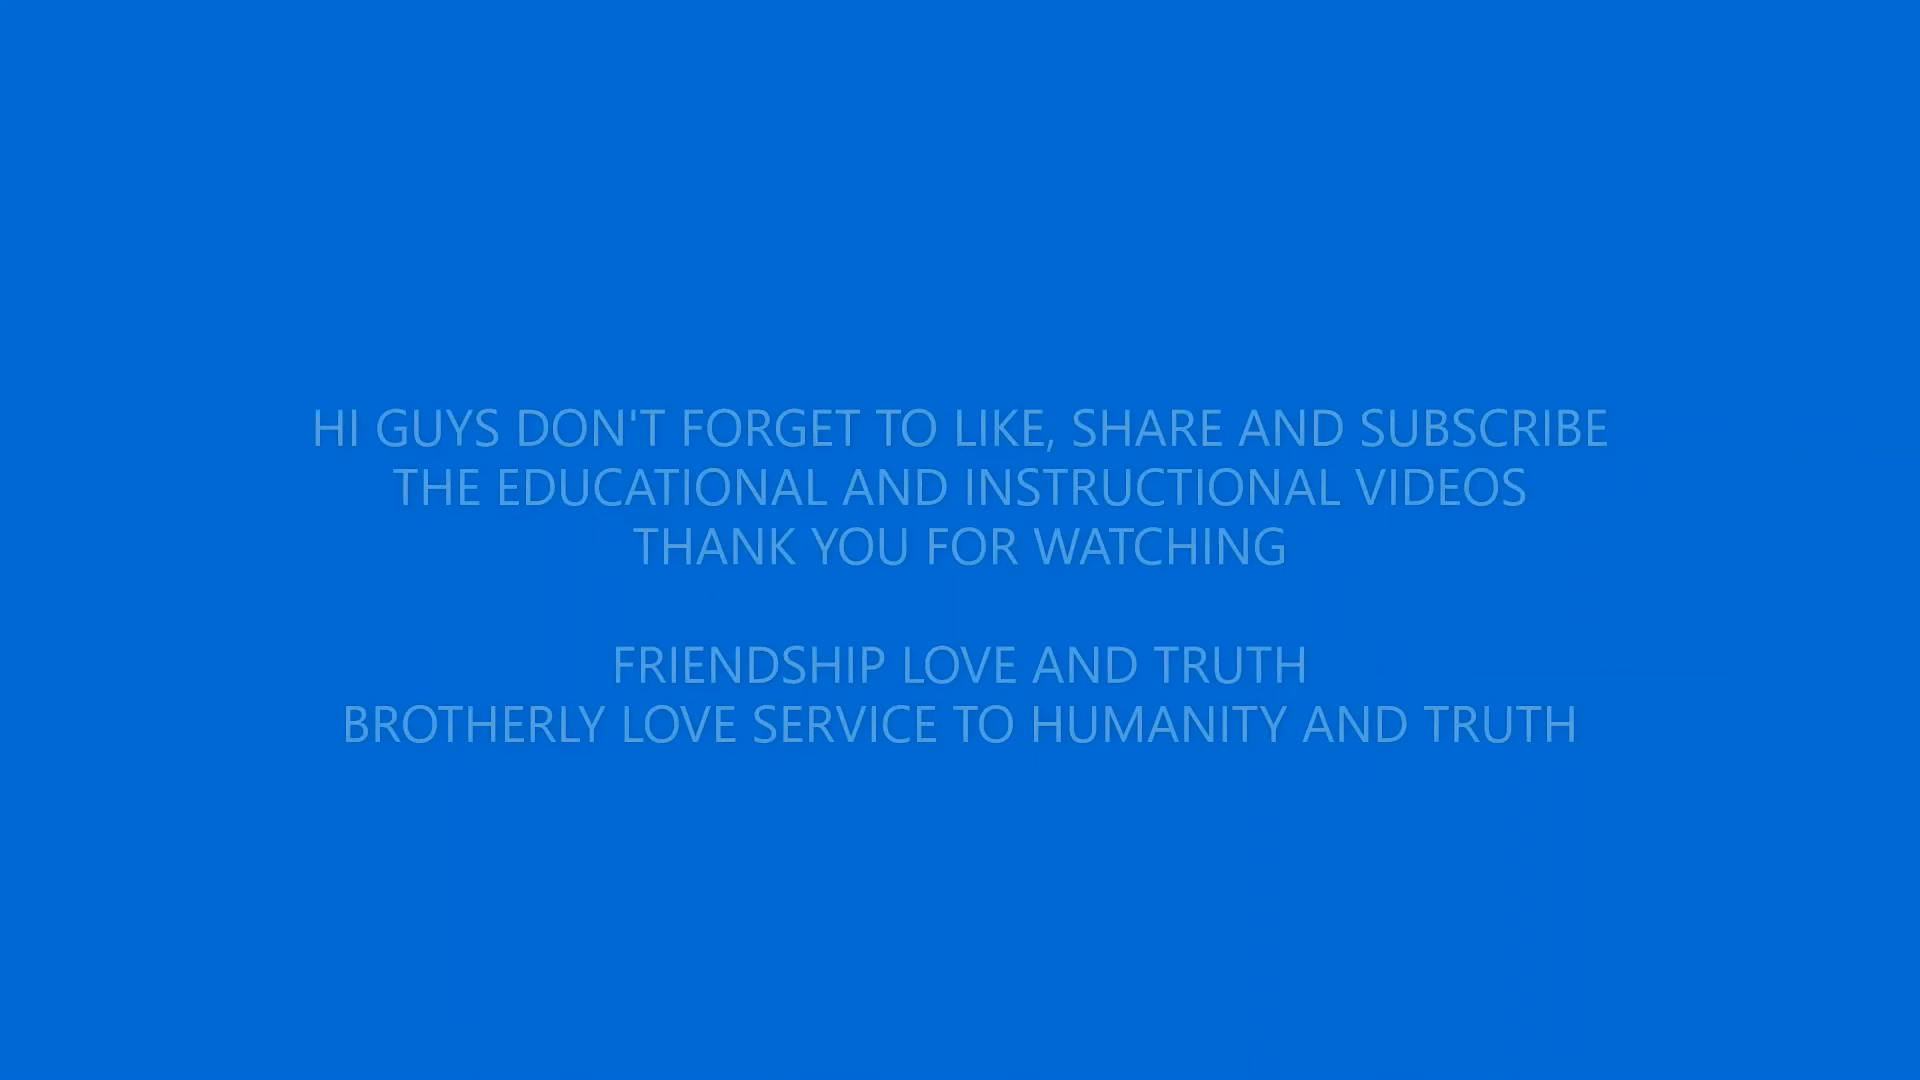 HI GUYS DON'T FORGET TO LIKE, SHARE AND SUBSCRIBE
THE EDUCATIONAL AND INSTRUCTIONAL VIDEOS
THANK YOU FOR WATCHING
FRIENDSHIP LOVE AND TRUTH
BROTHERLY LOVE SERVICE TO HUMANITY AND TRUTH